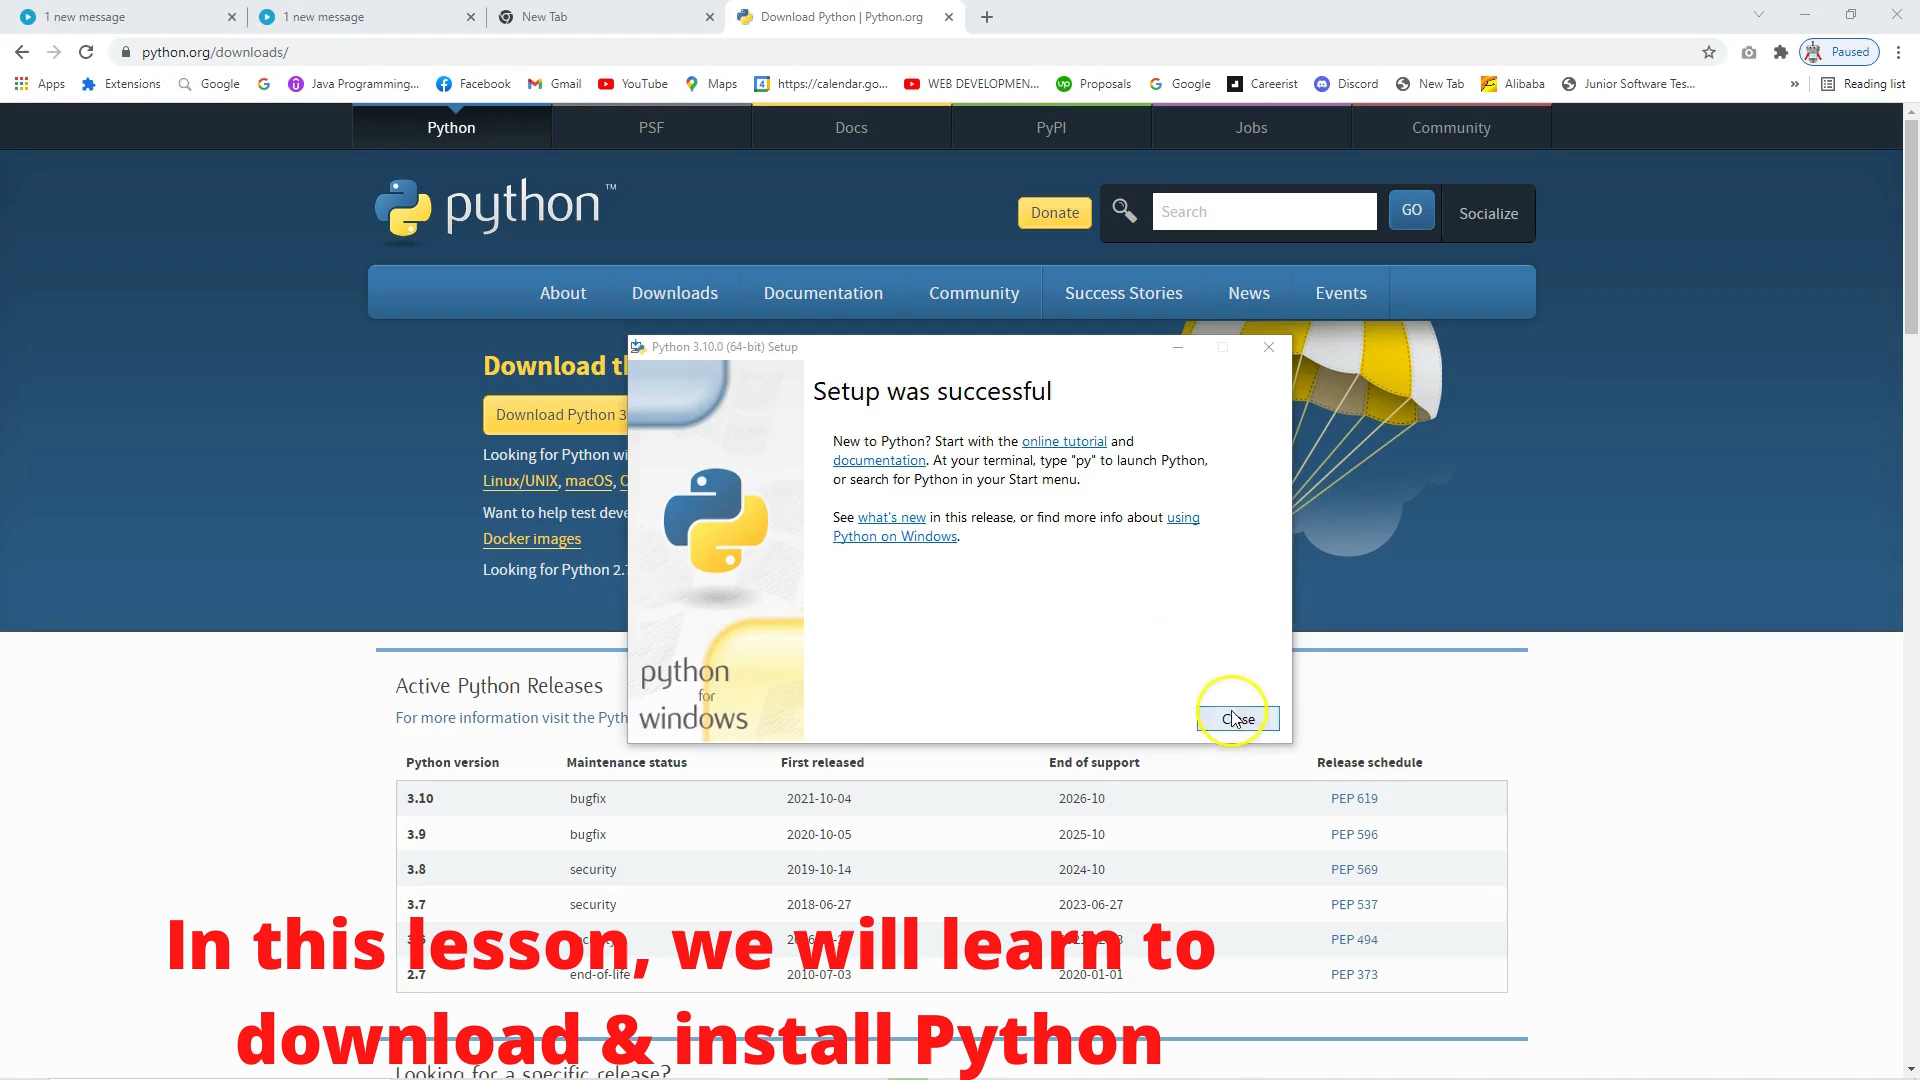 1 new message
1 new message
New Tab
Download Python | Python.org
python.org/downloads/
Paused
Apps
Extensions
Google
Java Programming...
Facebook
Gmail
YouTube
Maps
https://calendar.go...
WEB DEVELOPMEN...
Proposals
Google
Careerist
Discord
New Tab
Alibaba
Junior Software Tes...
»
Reading list
Python
PSF
Docs
PyPI
Jobs
Community
python™
Donate
Search
GO
Socialize
About
Downloads
Documentation
Community
Success Stories
News
Events
Download t
Download Python 3
Looking for Python wi
Linux/UNIX, macOS, O
Want to help test deve
Docker images
Looking for Python 2.7
Python 3.10.0 (64-bit) Setup
Setup was successful
New to Python? Start with the online tutorial and
documentation. At your terminal, type "py" to launch Python,
or search for Python in your Start menu.
See what's new in this release, or find more info about using
Python on Windows.
python
for
windows
Close
Active Python Releases
For more information visit the Pyth
Python version Maintenance status First released End of support Release schedule
3.10 bugfix 2021-10-04 2026-10 PEP 619
3.9 bugfix 2020-10-05 2025-10 PEP 596
3.8 security 2019-10-14 2024-10 PEP 569
3.7 security 2018-06-27 2023-06-27 PEP 537
PEP 494
2.7 end-of-life 2010-07-03 2020-01-01 PEP 373
In this lesson, we will learn to
download & install Python
Looking for a specific release?